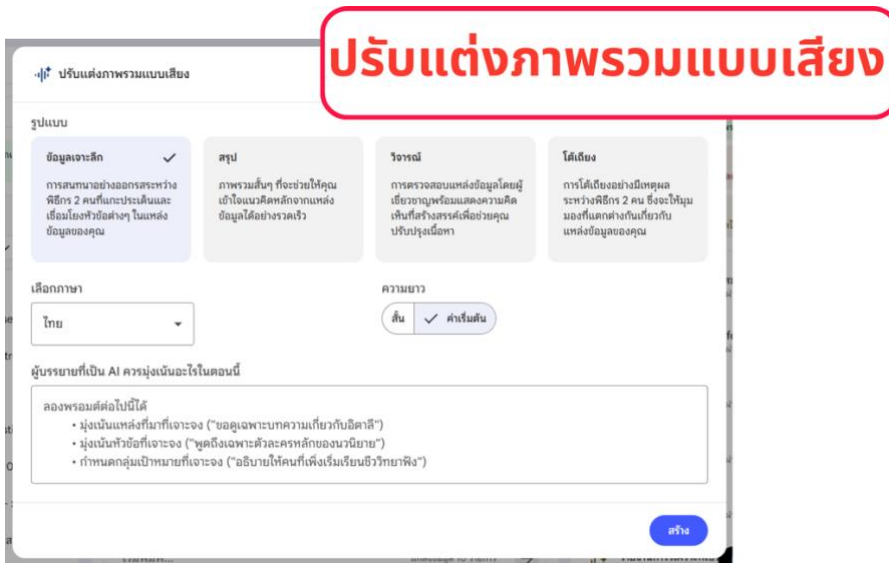 ปรับแต่งภาพรวมแบบเสียง
ปรับแต่งภาพรวมแบบเสียง
รูปแบบ
ข้อมูลเจาะลึก
การสนทนาอย่างออกรสระหว่าง
พิธีกร 2 คนที่แกะประเด็นและ
เชื่อมโยงหัวข้อต่างๆ ในแหล่ง
ข้อมูลของคุณ
สรุป
ภาพรวมสั้นๆ ที่จะช่วยให้คุณ
เข้าใจแนวคิดหลักจากแหล่ง
ข้อมูลได้อย่างรวดเร็ว
วิจารณ์
การตรวจสอบแหล่งข้อมูลโดยผู้
เชี่ยวชาญพร้อมแสดงความคิด
เห็นที่สร้างสรรค์เพื่อช่วยคุณ
ปรับปรุงเนื้อหา
โต้เถียง
การโต้เถียงอย่างมีเหตุผล
ระหว่างพิธีกร 2 คน ซึ่งจะให้มุม
มองที่แตกต่างกันเกี่ยวกับ
แหล่งข้อมูลของคุณ
เลือกภาษา
ไทย
ความยาว
สั้น
ค่าเริ่มต้น
ผู้บรรยายที่เป็น AI ควรมุ่งเน้นอะไรในตอนนี้
ลองพรอมต์ต่อไปนี้ได้
• มุ่งเน้นแหล่งที่มาที่เจาะจง ("ขอดูเฉพาะบทความเกี่ยวกับอิตาลี")
• มุ่งเน้นหัวข้อที่เจาะจง ("พูดถึงเฉพาะตัวละครหลักของนวนิยาย")
• กำหนดกลุ่มเป้าหมายที่เจาะจง ("อธิบายให้คนที่เพิ่งเริ่มเรียนชีววิทยาฟัง")
สร้าง